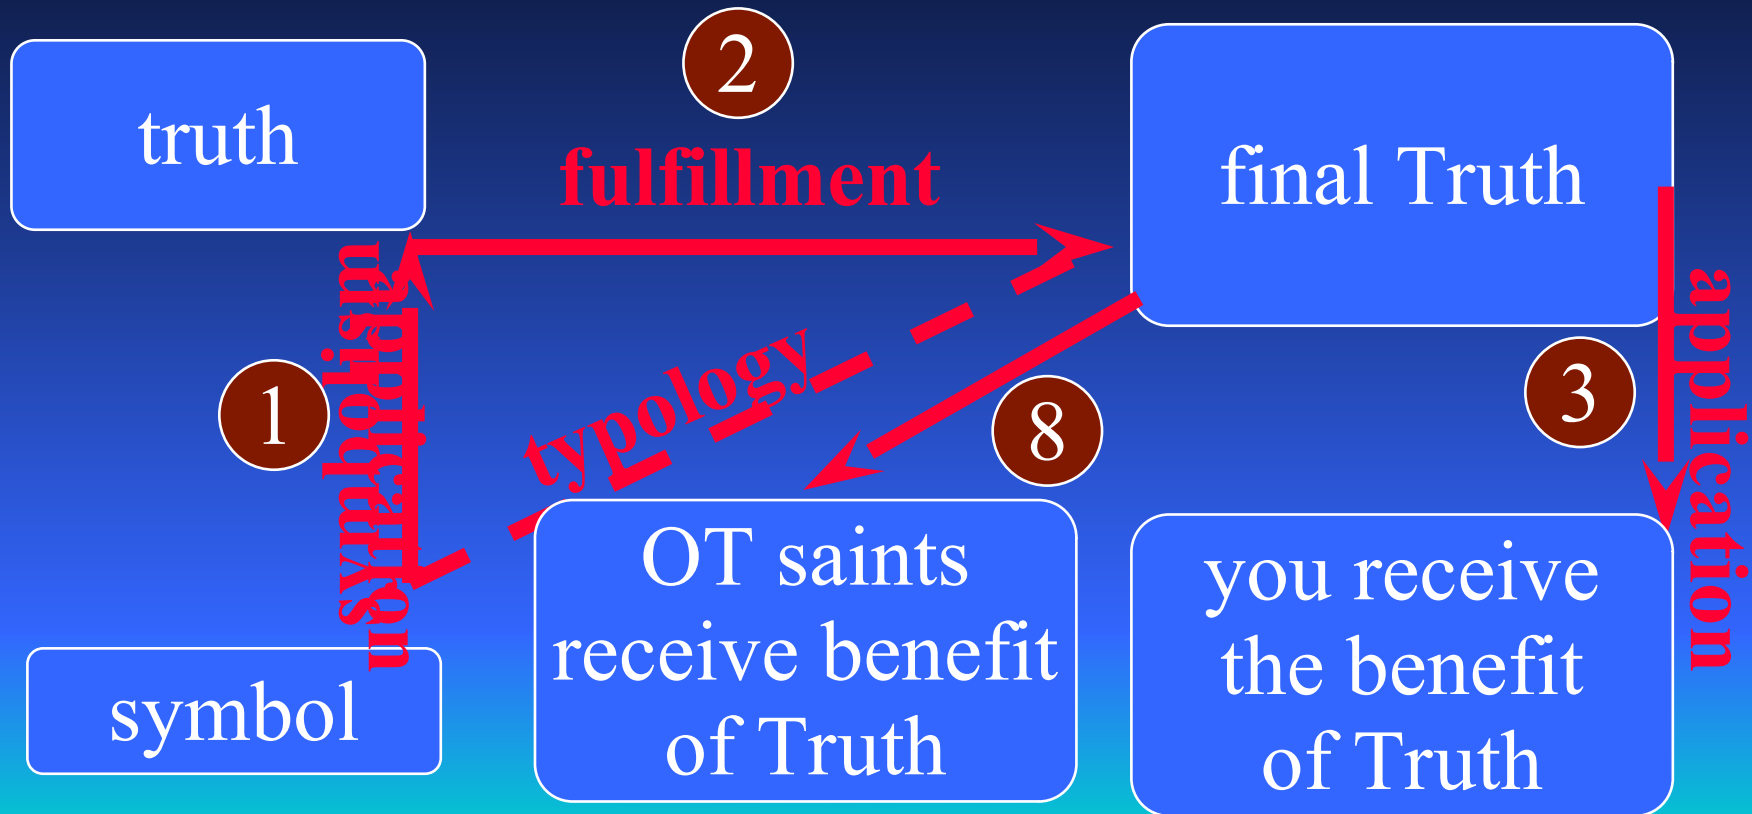 2
truth
final Truth
fulfillment
symbolism
application
typology
1
3
8
OT saints
receive benefit
of Truth
you receive
the benefit
of Truth
symbol